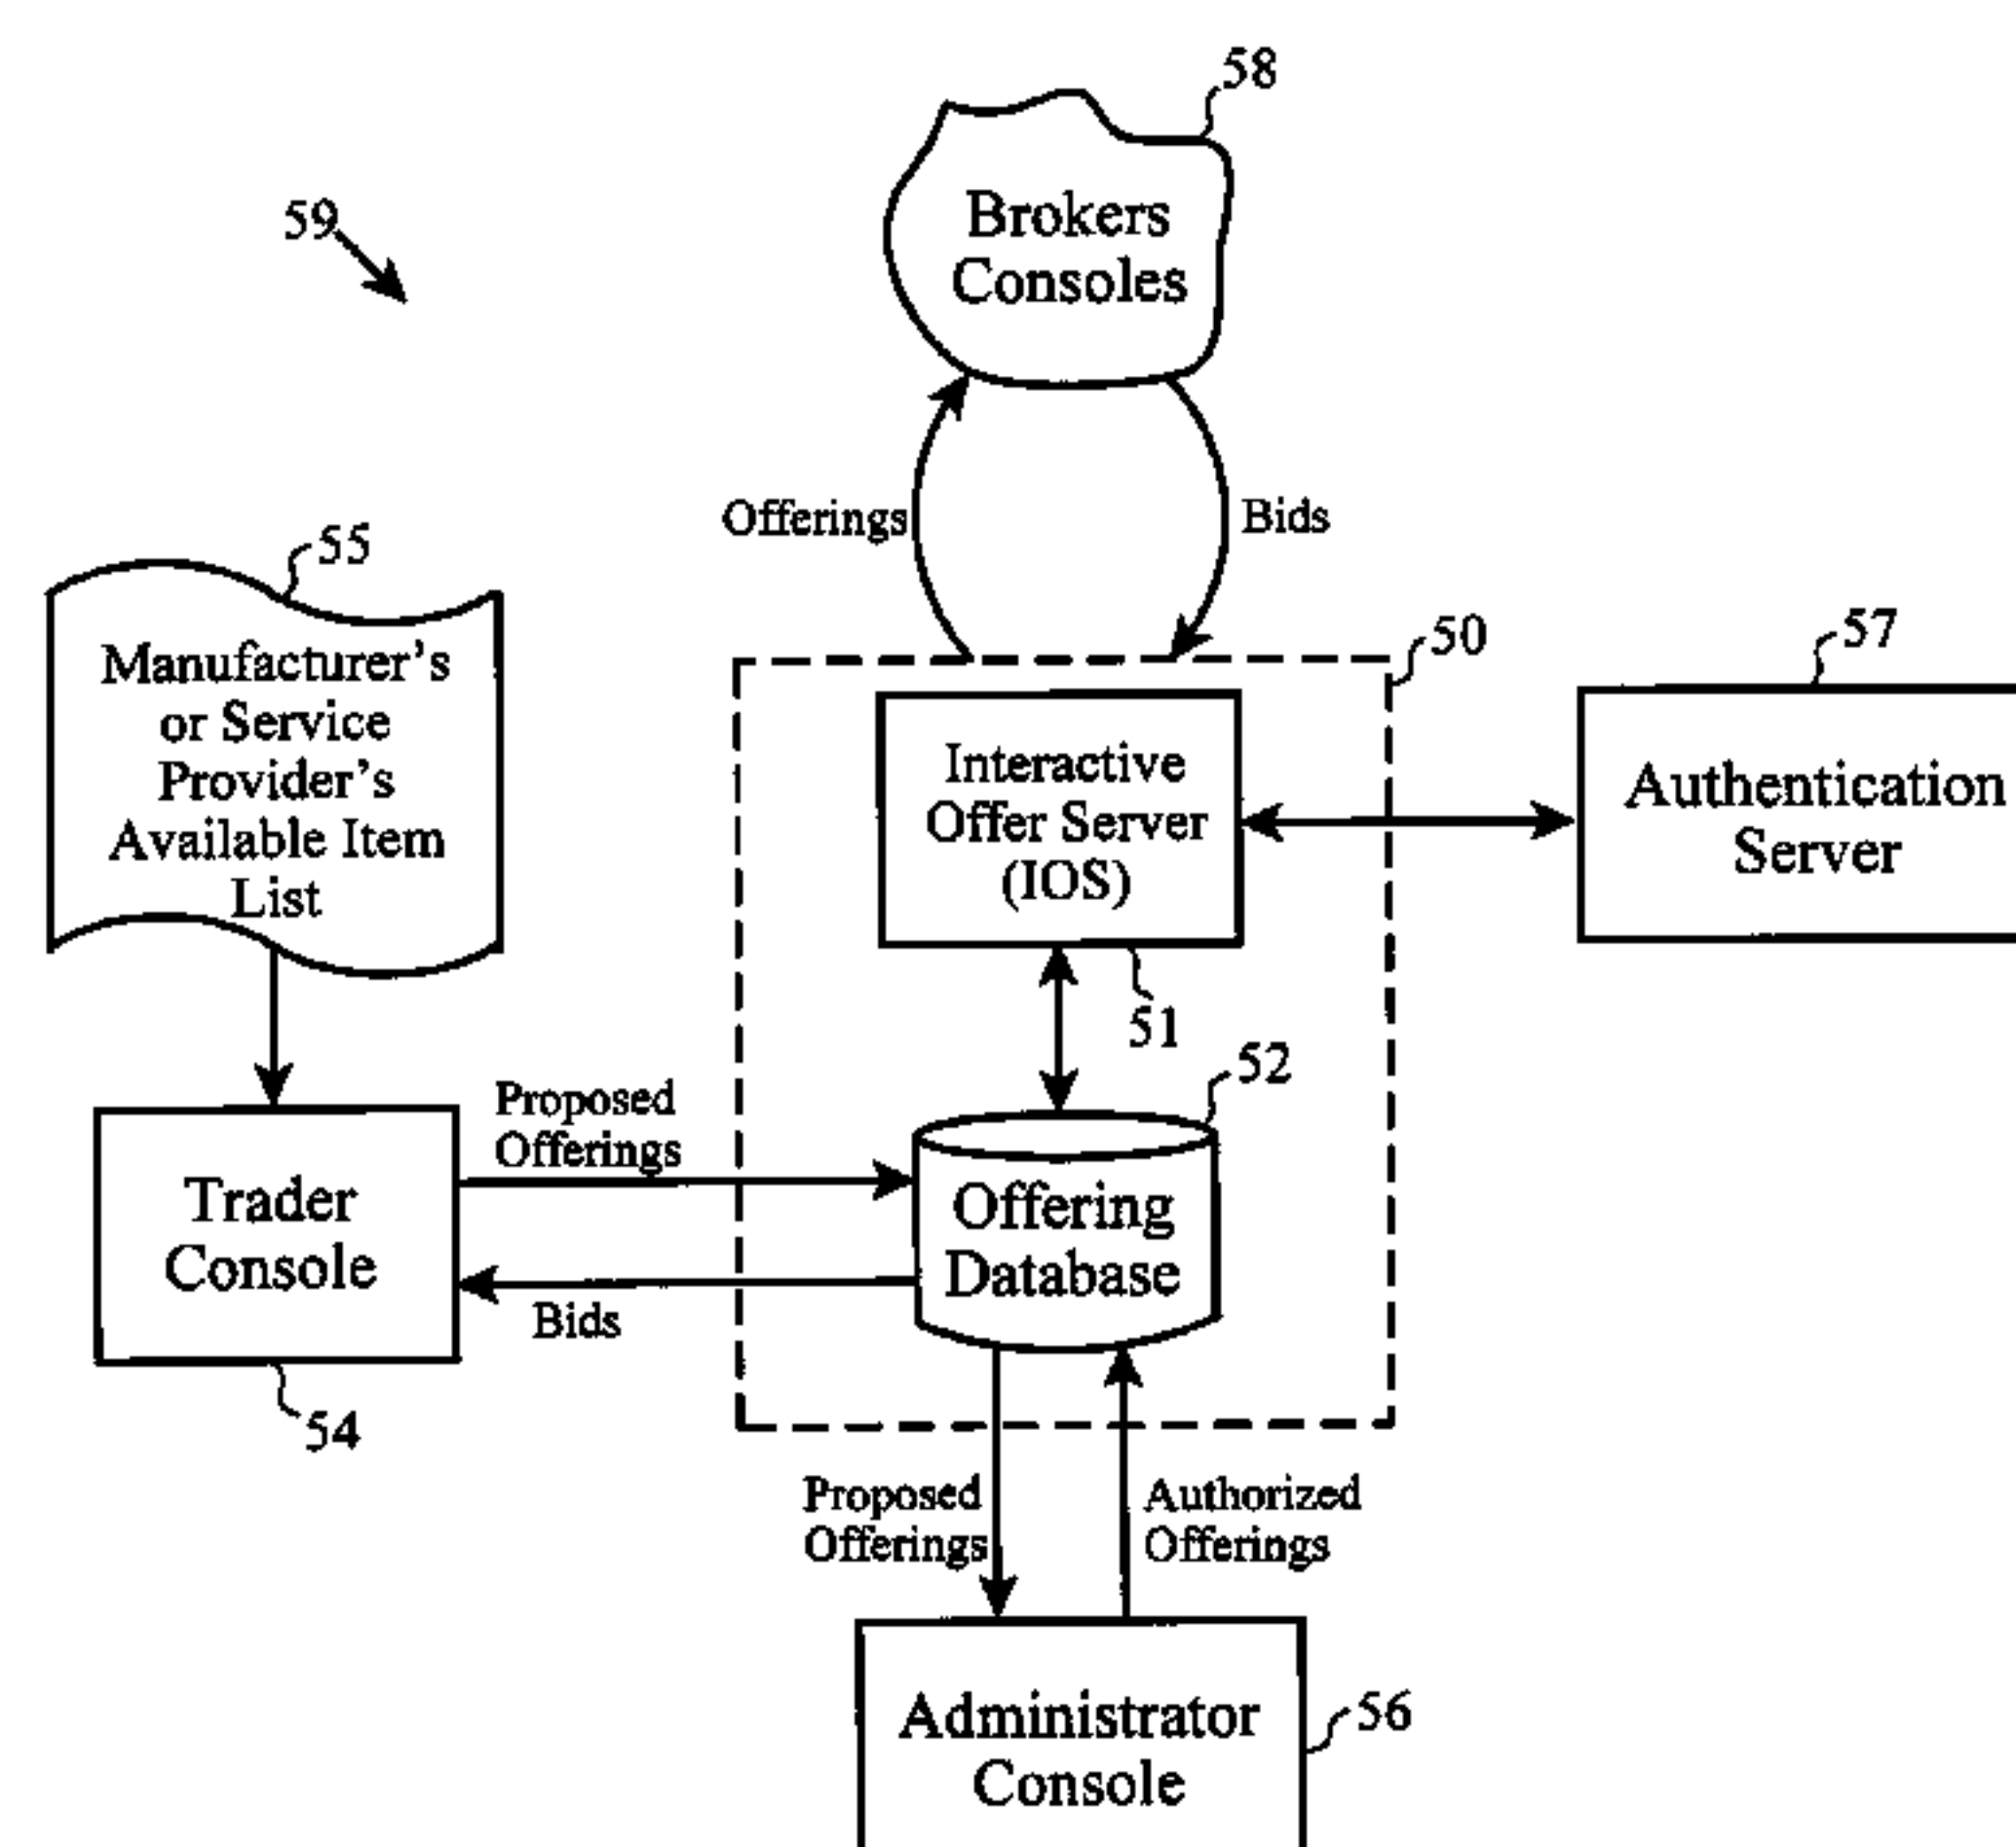 58
Brokers
Consoles
59
Offerings
Bids
55
Manufacturer's
or Service
Provider's
Available Item
List
50
57
Interactive
Offer Server
(IOS)
Authentication
Server
51
52
Proposed
Offerings
Trader
Console
Offering
Database
Bids
54
Proposed
Offerings
Authorized
Offerings
Administrator
Console
56